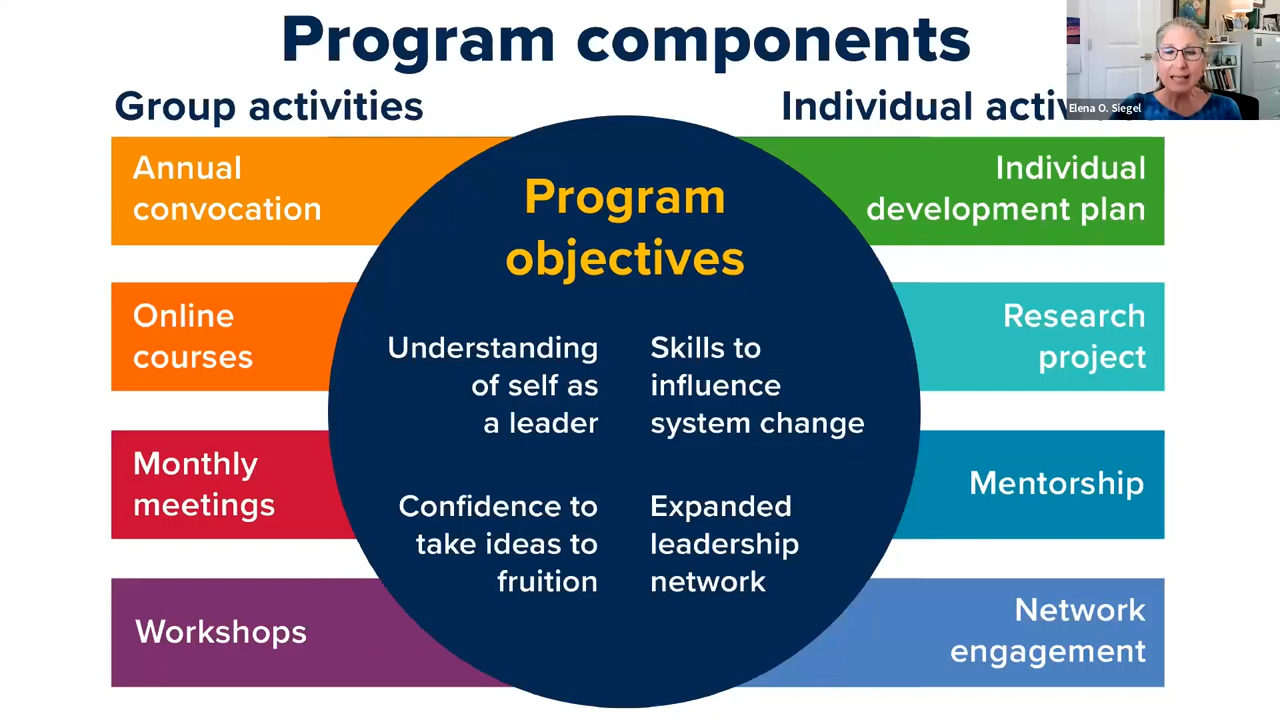 Program components
Elena O. Siegel
Group activities
Individual
Annual
convocation
Online
courses
Monthly
meetings
Workshops
Program
objectives
Understanding
of self as
a leader
Skills to
influence
system change
Confidence to
take ideas to
fruition
Expanded
leadership
network
Individual
development plan
Research
project
Mentorship
Network
engagement